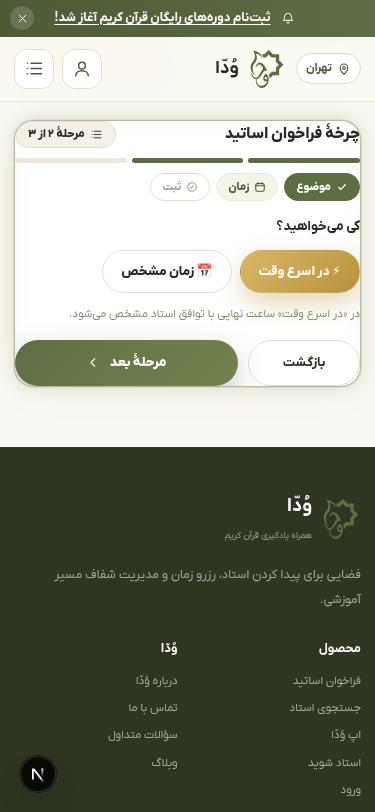 ثبت‌نام دوره‌های رایگان قرآن کریم آغاز شد!
تهران
وُدّا
چرخهٔ فراخوان اساتید
مرحلهٔ ۲ از ۳
موضوع
زمان
ثبت
کی می‌خواهید؟
⚡ در اسرع وقت
📅 زمان مشخص
در «در اسرع وقت» ساعت نهایی با توافق استاد مشخص می‌شود.
بازگشت
مرحلهٔ بعد
وُدّا
همراه یادگیری قرآن کریم
فضایی برای پیدا کردن استاد، رزرو زمان و مدیریت شفاف مسیر
آموزشی.
محصول
فراخوان اساتید
جستجوی استاد
اپ وُدّا
استاد شوید
ورود
وُدّا
درباره وُدّا
تماس با ما
سؤالات متداول
وبلاگ
N